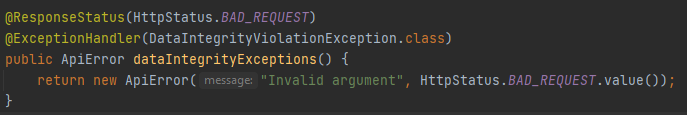 @ResponseStatus(HttpStatus.BAD_REQUEST)
@ExceptionHandler(DataIntegrityViolationException.class)
public ApiError dataIntegrityExceptions() {
    return new ApiError( message: "Invalid argument", HttpStatus.BAD_REQUEST.value());
}